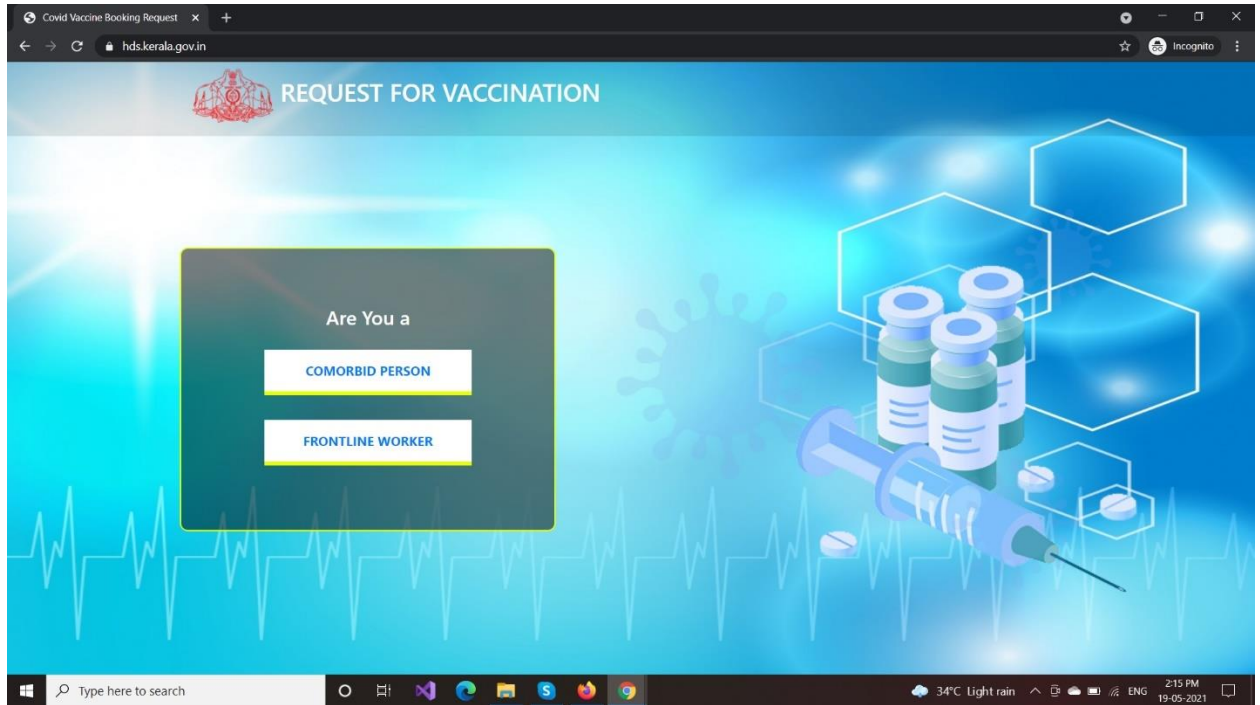 Covid Vaccine Booking Request
hds.kerala.gov.in
Incognito
REQUEST FOR VACCINATION
Are You a
COMORBID PERSON
FRONTLINE WORKER
Type here to search
34°C Light rain
ENG
2:15 PM
19-05-2021